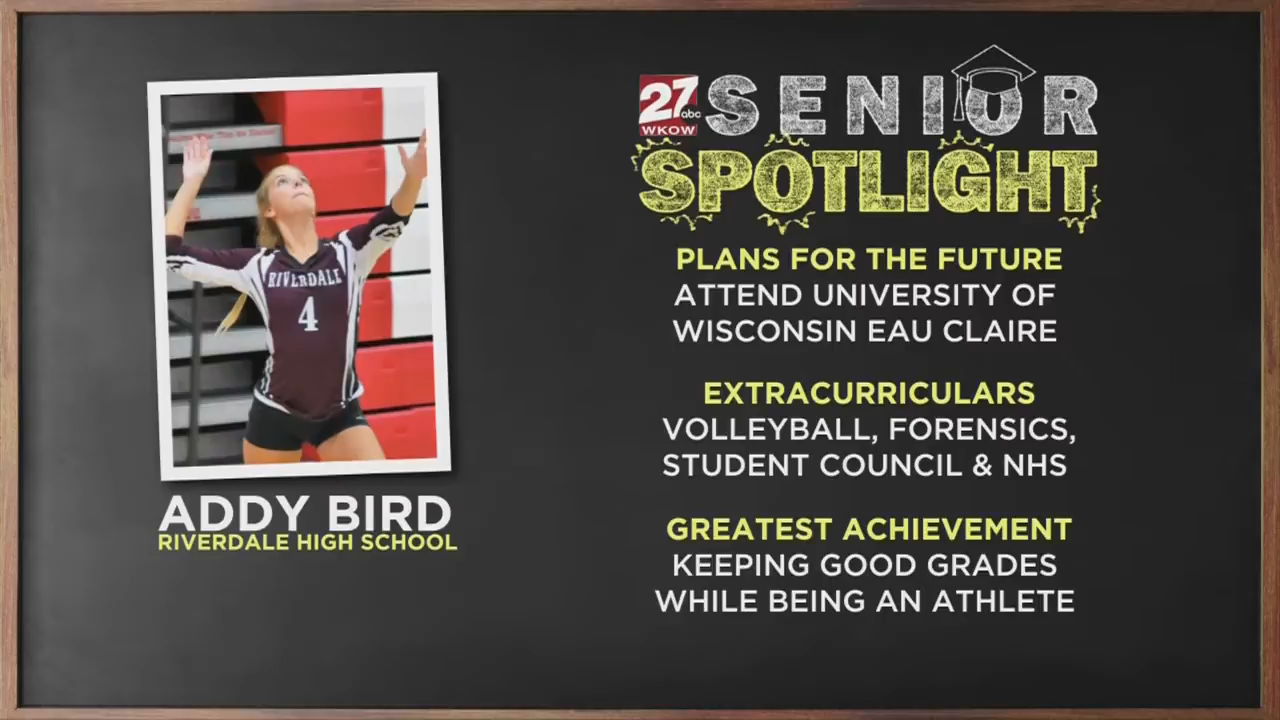 27
abc
WKOW
SENIOR
SPOTLIGHT
RIVERDALE
4
ADDY BIRD
RIVERDALE HIGH SCHOOL
PLANS FOR THE FUTURE
ATTEND UNIVERSITY OF
WISCONSIN EAU CLAIRE
EXTRACURRICULARS
VOLLEYBALL, FORENSICS,
STUDENT COUNCIL & NHS
GREATEST ACHIEVEMENT
KEEPING GOOD GRADES
WHILE BEING AN ATHLETE